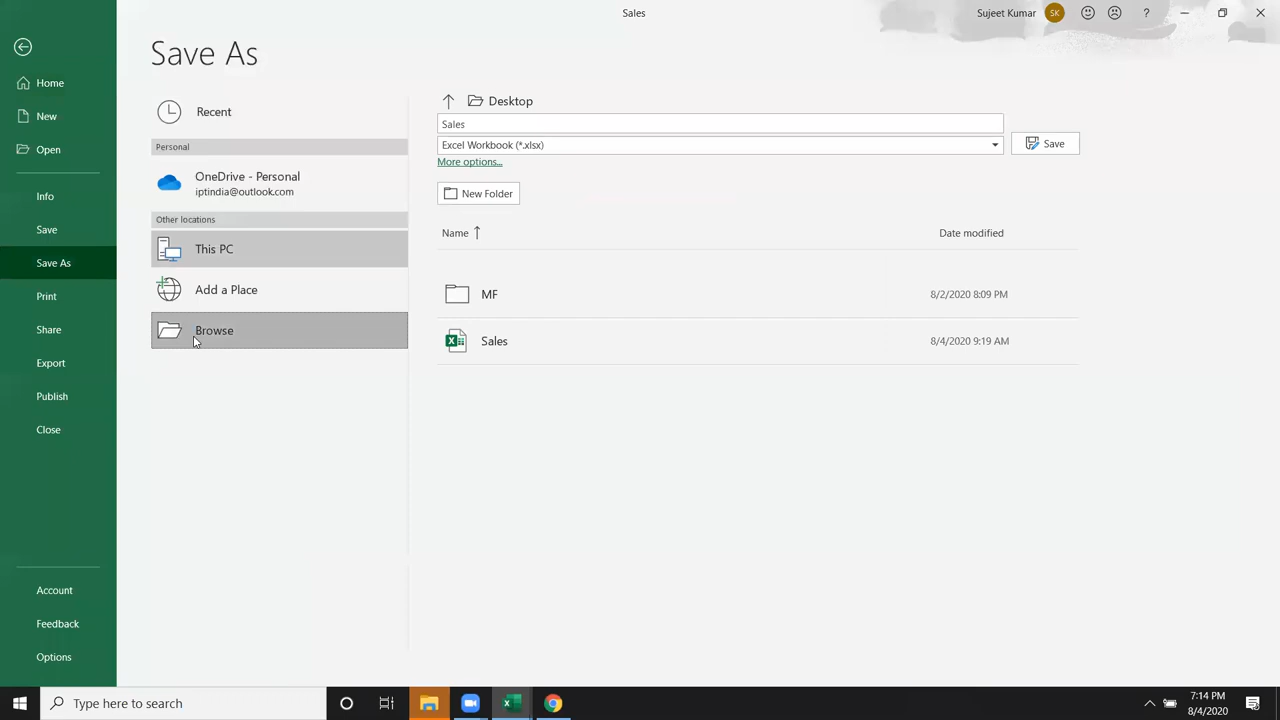 Sales
Sujeet Kumar
SK
?
Save As
Home
New
Open
Info
Save
Save As
Print
Share
Export
Publish
Close
Account
Feedback
Options
Recent
Personal
OneDrive - Personal
iptindia@outlook.com
Other locations
This PC
Add a Place
Browse
Desktop
Sales
Excel Workbook (*.xlsx)
Save
More options...
New Folder
Name
Date modified
MF
8/2/2020 8:09 PM
Sales
8/4/2020 9:19 AM
Type here to search
7:14 PM
8/4/2020